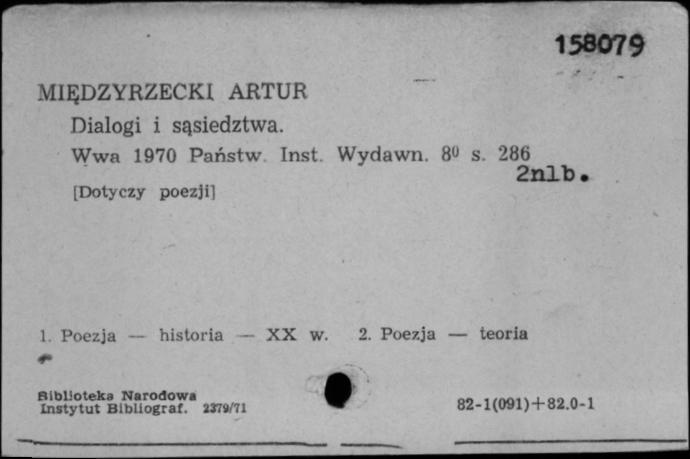 158079
MIĘDZYRZECKI ARTUR
Dialogi i sąsiedztwa.
Wwa 1970 Państw. Inst. Wydawn. 8⁰ s. 286
2nlb.
[Dotyczy poezji]
1. Poezja — historia — XX w. 2. Poezja — teoria
Biblioteka Narodowa
Instytut Bibliograf. 2379/71
82-1(091)+82.0-1